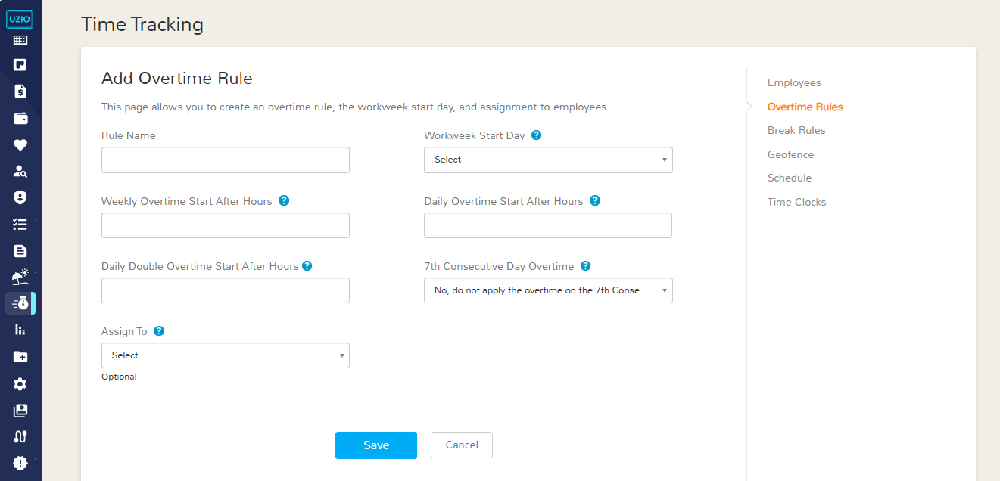 UZIO
Time Tracking
Add Overtime Rule
This page allows you to create an overtime rule, the workweek start day, and assignment to employees.
Rule Name
Workweek Start Day ?
Select
Weekly Overtime Start After Hours ?
Daily Overtime Start After Hours ?
Daily Double Overtime Start After Hours ?
7th Consecutive Day Overtime ?
No, do not apply the overtime on the 7th Conse...
Assign To ?
Select
Optional
Save
Cancel
Employees
Overtime Rules
Break Rules
Geofence
Schedule
Time Clocks